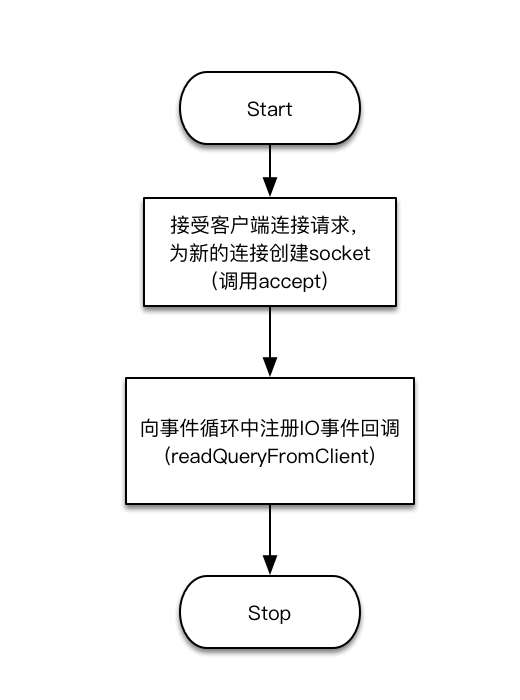 Start
接受客户端连接请求，
为新的连接创建socket
（调用accept）
向事件循环中注册IO事件回调
（readQueryFromClient）
Stop